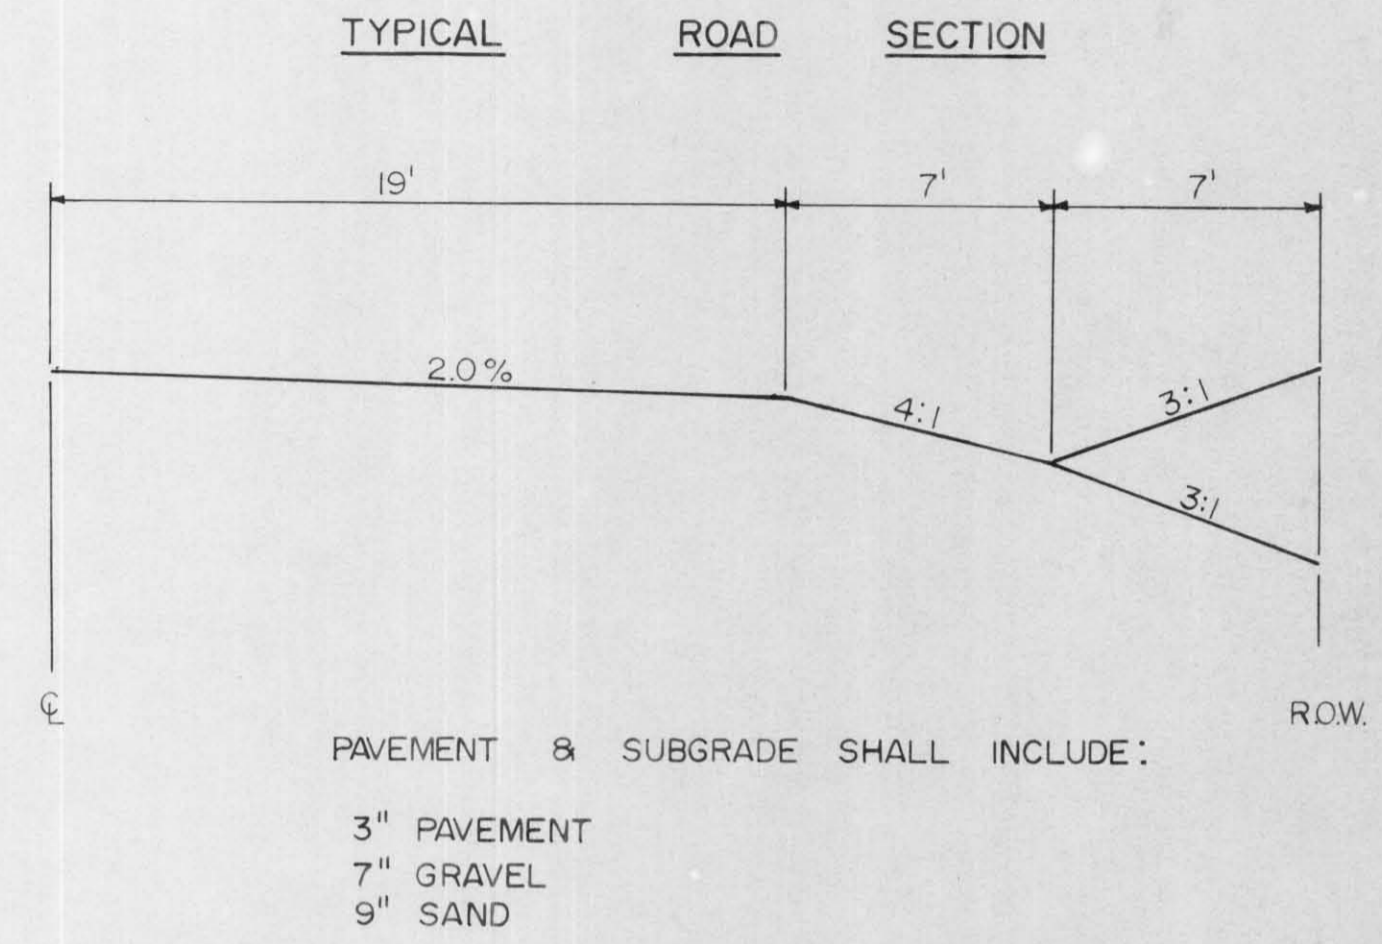 TYPICAL ROAD SECTION
19' 7' 7'
2.0%
4:1
3:1
3:1
℄
R.O.W.
PAVEMENT & SUBGRADE SHALL INCLUDE:
3" PAVEMENT
7" GRAVEL
9" SAND